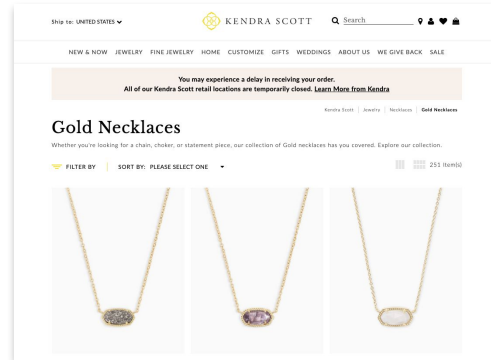 Ship to: UNITED STATES
KENDRA SCOTT
Search
NEW & NOW JEWELRY FINE JEWELRY HOME CUSTOMIZE GIFTS WEDDINGS ABOUT US WE GIVE BACK SALE
You may experience a delay in receiving your order.
All of our Kendra Scott retail locations are temporarily closed. Learn More from Kendra
Kendra Scott | Jewelry | Necklaces | Gold Necklaces
Gold Necklaces
Whether you're looking for a chain, choker, or statement piece, our collection of Gold necklaces has you covered. Explore our collection.
FILTER BY SORT BY: PLEASE SELECT ONE 251 Item(s)